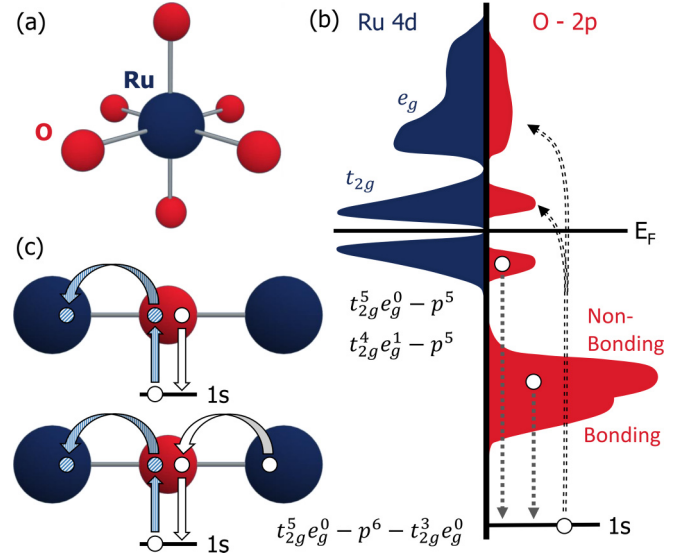 (a)
Ru
O
(b) Ru 4d O - 2p
e_g
t_{2g}
E_F
t_{2g}^5 e_g^0 − p^5
t_{2g}^4 e_g^1 − p^5
Non-
Bonding
Bonding
1s
(c)
1s
1s
t_{2g}^5 e_g^0 − p^6 − t_{2g}^3 e_g^0